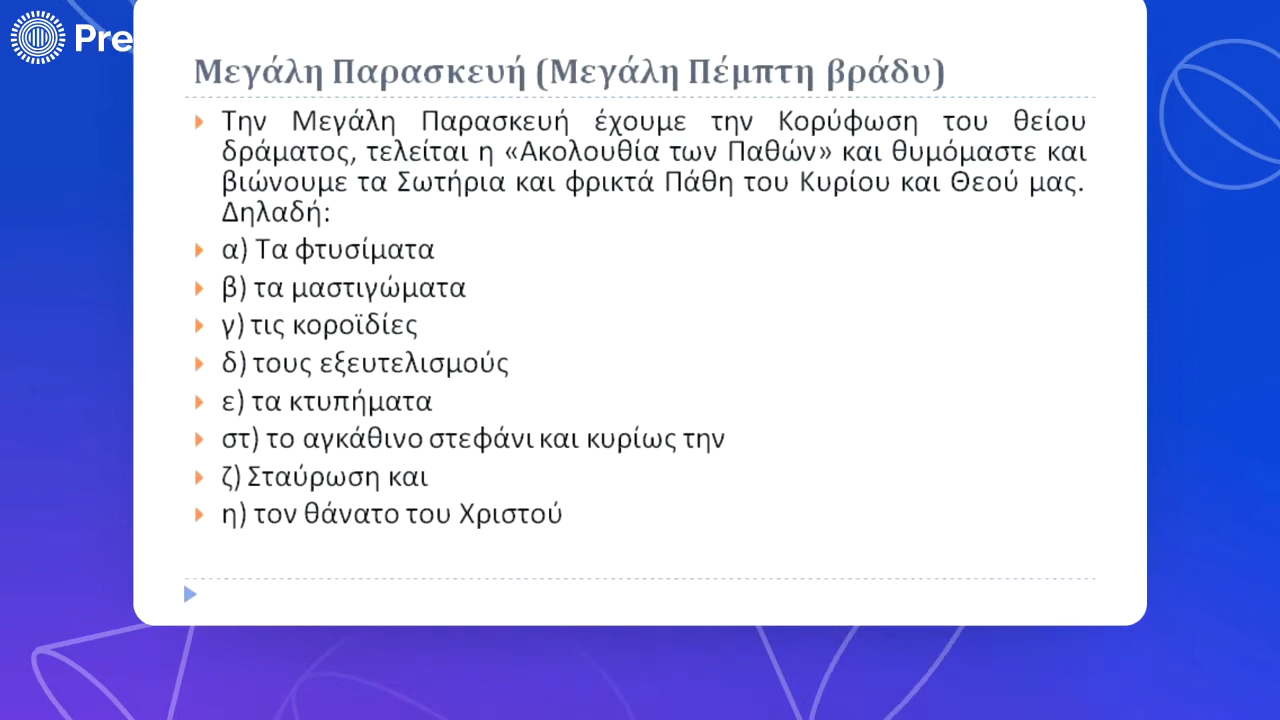 Pre
Μεγάλη Παρασκευή (Μεγάλη Πέμπτη βράδυ)
Την Μεγάλη Παρασκευή έχουμε την Κορύφωση του θείου
δράματος, τελείται η «Ακολουθία των Παθών» και θυμόμαστε και
βιώνουμε τα Σωτήρια και φρικτά Πάθη του Κυρίου και Θεού μας.
Δηλαδή:
α) Τα φτυσίματα
β) τα μαστιγώματα
γ) τις κοροϊδίες
δ) τους εξευτελισμούς
ε) τα κτυπήματα
στ) το αγκάθινο στεφάνι και κυρίως την
ζ) Σταύρωση και
η) τον θάνατο του Χριστού